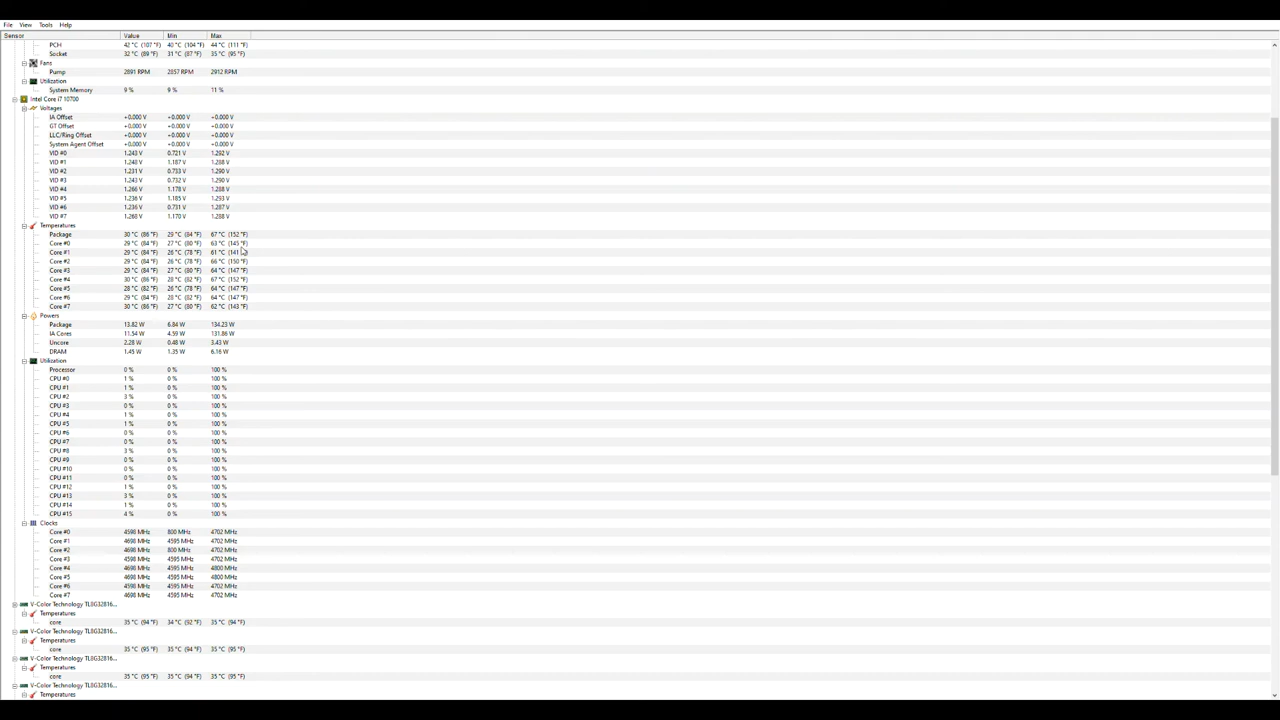 File View Tools Help
Sensor Value Min Max
PCH 42 °C (107 °F) 40 °C (104 °F) 44 °C (111 °F)
Socket 32 °C (89 °F) 31 °C (87 °F) 35 °C (95 °F)
Fans
Pump 2891 RPM 2857 RPM 2912 RPM
Utilization
System Memory 9 % 9 % 11 %
Intel Core i7 10700
Voltages
IA Offset +0.000 V +0.000 V +0.000 V
GT Offset +0.000 V +0.000 V +0.000 V
LLC/Ring Offset +0.000 V +0.000 V +0.000 V
System Agent Offset +0.000 V +0.000 V +0.000 V
VID #0 1.243 V 0.721 V 1.292 V
VID #1 1.248 V 1.187 V 1.288 V
VID #2 1.231 V 0.733 V 1.290 V
VID #3 1.243 V 0.732 V 1.290 V
VID #4 1.266 V 1.178 V 1.288 V
VID #5 1.236 V 1.185 V 1.293 V
VID #6 1.236 V 0.731 V 1.287 V
VID #7 1.260 V 1.170 V 1.288 V
Temperatures
Package 30 °C (86 °F) 29 °C (84 °F) 67 °C (152 °F)
Core #0 29 °C (84 °F) 27 °C (80 °F) 63 °C (145 °F)
Core #1 29 °C (84 °F) 26 °C (78 °F) 61 °C (141
Core #2 29 °C (84 °F) 26 °C (78 °F) 66 °C (150 °F)
Core #3 29 °C (84 °F) 27 °C (80 °F) 64 °C (147 °F)
Core #4 30 °C (86 °F) 28 °C (82 °F) 67 °C (152 °F)
Core #5 28 °C (82 °F) 26 °C (78 °F) 64 °C (147 °F)
Core #6 29 °C (84 °F) 28 °C (82 °F) 64 °C (147 °F)
Core #7 30 °C (86 °F) 27 °C (80 °F) 62 °C (143 °F)
Powers
Package 13.82 W 6.84 W 134.23 W
IA Cores 11.54 W 4.59 W 131.86 W
Uncore 2.28 W 0.48 W 3.43 W
DRAM 1.45 W 1.35 W 6.16 W
Utilization
Processor 0 % 0 % 100 %
CPU #0 1 % 0 % 100 %
CPU #1 1 % 0 % 100 %
CPU #2 3 % 0 % 100 %
CPU #3 0 % 0 % 100 %
CPU #4 1 % 0 % 100 %
CPU #5 1 % 0 % 100 %
CPU #6 0 % 0 % 100 %
CPU #7 0 % 0 % 100 %
CPU #8 3 % 0 % 100 %
CPU #9 0 % 0 % 100 %
CPU #10 0 % 0 % 100 %
CPU #11 0 % 0 % 100 %
CPU #12 1 % 0 % 100 %
CPU #13 3 % 0 % 100 %
CPU #14 1 % 0 % 100 %
CPU #15 4 % 0 % 100 %
Clocks
Core #0 4598 MHz 800 MHz 4702 MHz
Core #1 4698 MHz 4595 MHz 4702 MHz
Core #2 4698 MHz 800 MHz 4702 MHz
Core #3 4598 MHz 4595 MHz 4702 MHz
Core #4 4698 MHz 4595 MHz 4800 MHz
Core #5 4698 MHz 4595 MHz 4800 MHz
Core #6 4598 MHz 4595 MHz 4702 MHz
Core #7 4698 MHz 4595 MHz 4702 MHz
V-Color Technology TL8G32816...
Temperatures
core 35 °C (94 °F) 34 °C (92 °F) 35 °C (94 °F)
V-Color Technology TL8G32816...
Temperatures
core 35 °C (95 °F) 35 °C (94 °F) 35 °C (95 °F)
V-Color Technology TL8G32816...
Temperatures
core 35 °C (95 °F) 35 °C (94 °F) 35 °C (95 °F)
V-Color Technology TL8G32816...
Temperatures